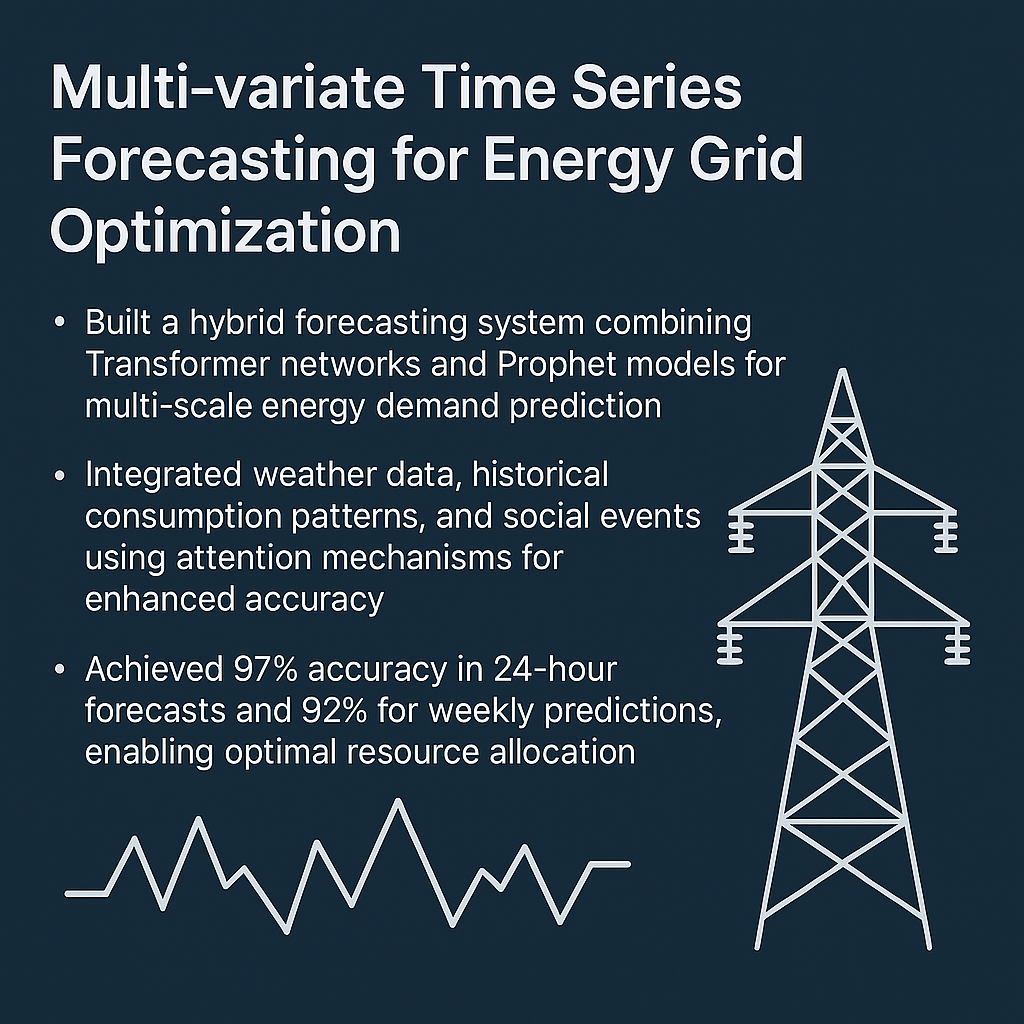 Multi-variate Time Series
Forecasting for Energy Grid
Optimization
• Built a hybrid forecasting system combining
Transformer networks and Prophet models for
multi-scale energy demand prediction
• Integrated weather data, historical
consumption patterns, and social events
using attention mechanisms for
enhanced accuracy
• Achieved 97% accuracy in 24-hour
forecasts and 92% for weekly predictions,
enabling optimal resource allocation